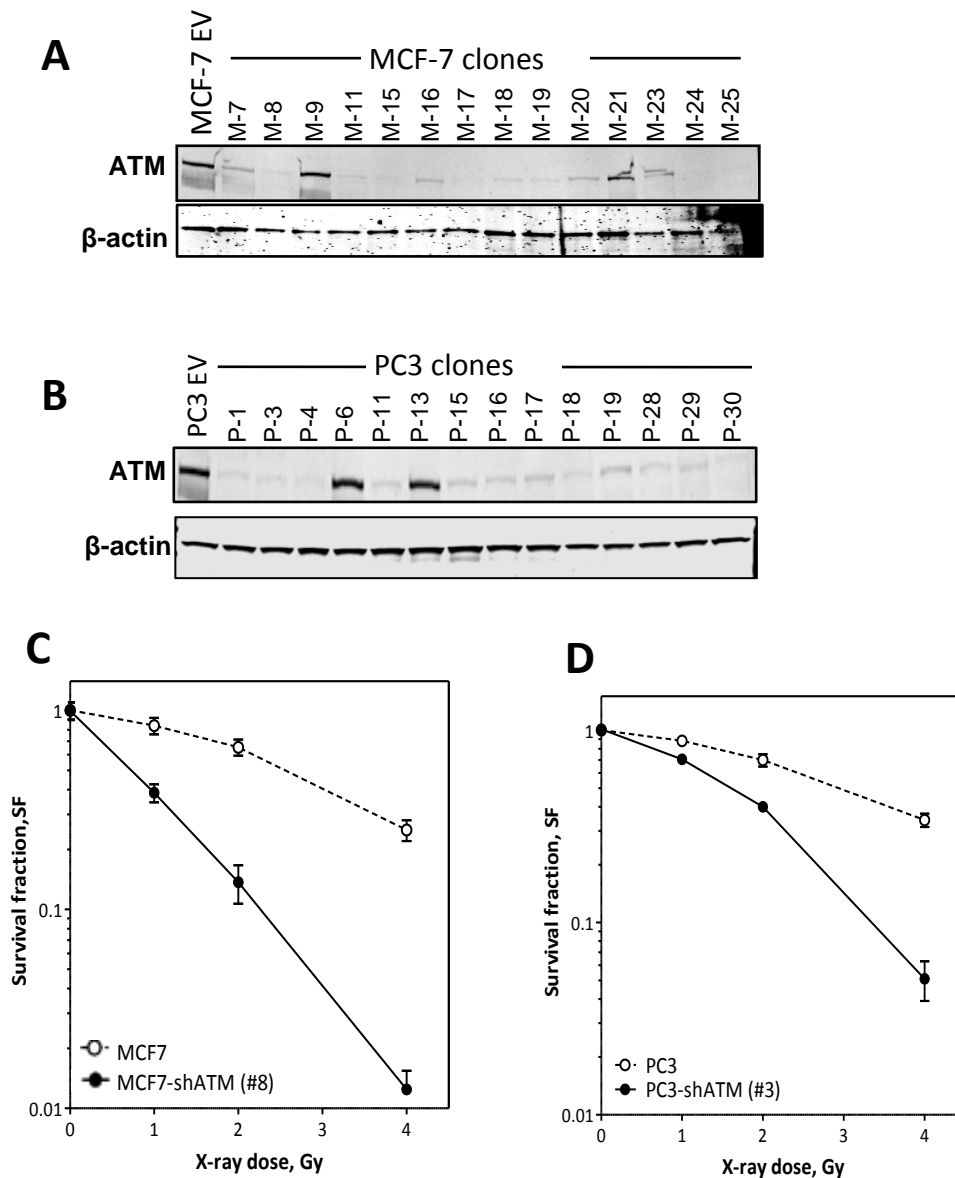 A
MCF-7 EV
MCF-7 clones
M-7
M-8
M-9
M-11
M-15
M-16
M-17
M-18
M-19
M-20
M-21
M-23
M-24
M-25
ATM
β-actin
B
PC3 EV
PC3 clones
P-1
P-3
P-4
P-6
P-11
P-13
P-15
P-16
P-17
P-18
P-19
P-28
P-29
P-30
ATM
β-actin
C
Survival fraction,SF
1
0.1
0.01
MCF7
MCF7-shATM (#8)
0 1 2 3 4
X-ray dose, Gy
D
Survival fraction, SF
1
0.1
0.01
PC3
PC3-shATM (#3)
0 1 2 3 4
X-ray dose, Gy